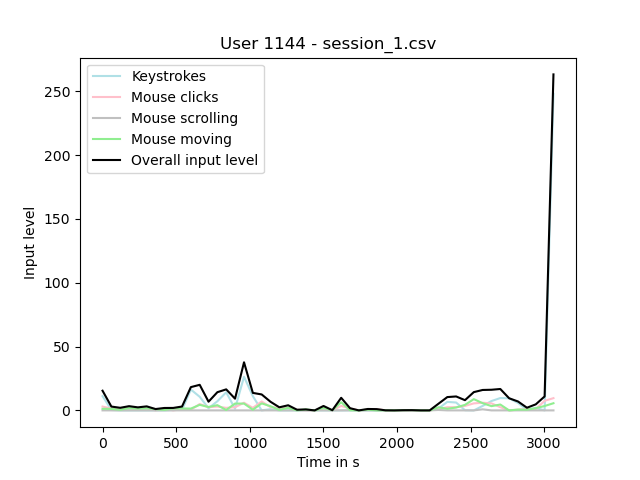 User 1144 - session_1.csv
Keystrokes
Mouse clicks
Mouse scrolling
Mouse moving
Overall input level
250
200
150
100
50
0
Input level
0 500 1000 1500 2000 2500 3000
Time in s